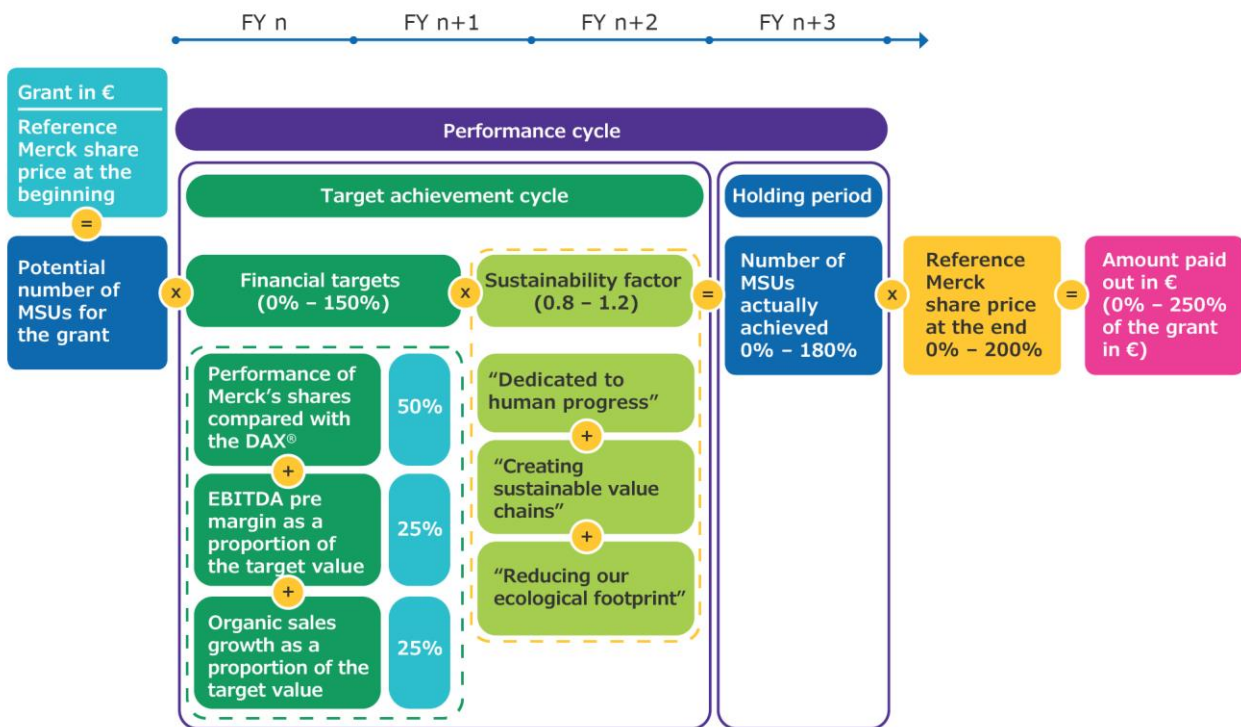 FY n
FY n+1
FY n+2
FY n+3
Grant in €
Reference
Merck share
price at the
beginning
=
Potential
number of
MSUs for
the grant
Performance cycle
Target achievement cycle
Holding period
x
Financial targets
(0% – 150%)
x
Sustainability factor
(0.8 – 1.2)
=
Number of
MSUs
actually
achieved
0% – 180%
x
Reference
Merck
share price
at the end
0% – 200%
=
Amount paid
out in €
(0% – 250%
of the grant
in €)
Performance of
Merck’s shares
compared with
the DAX®
50%
+
EBITDA pre
margin as a
proportion of
the target value
25%
+
Organic sales
growth as a
proportion of the
target value
25%
“Dedicated to
human progress”
+
“Creating
sustainable value
chains”
+
“Reducing our
ecological footprint”